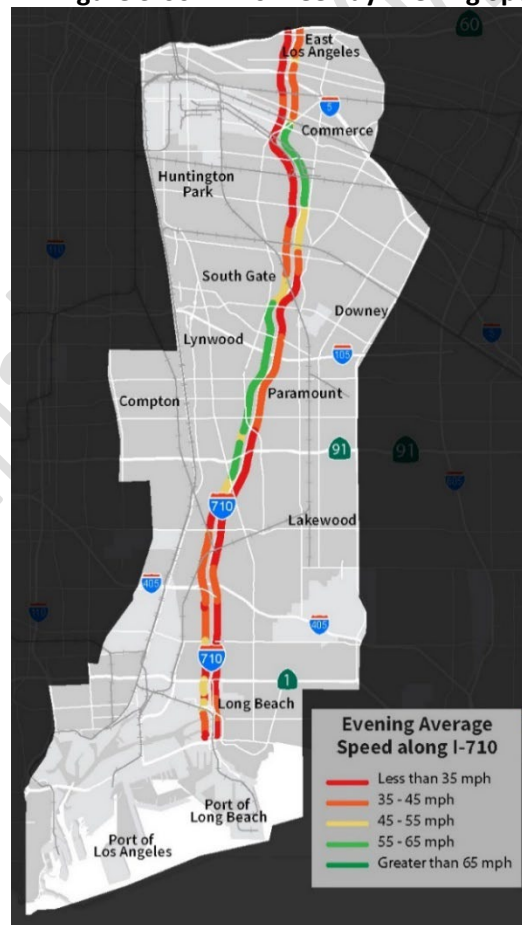 60
East
Los Angeles
5
Commerce
Huntington
Park
110
South Gate
Downey
Lynwood
105
Compton
Paramount
91
91
710
Lakewood
405
405
110
710
1
Long Beach
Evening Average
Speed along I-710
Less than 35 mph
35 - 45 mph
45 - 55 mph
55 - 65 mph
Greater than 65 mph
Port of
Long Beach
Port of
Los Angeles